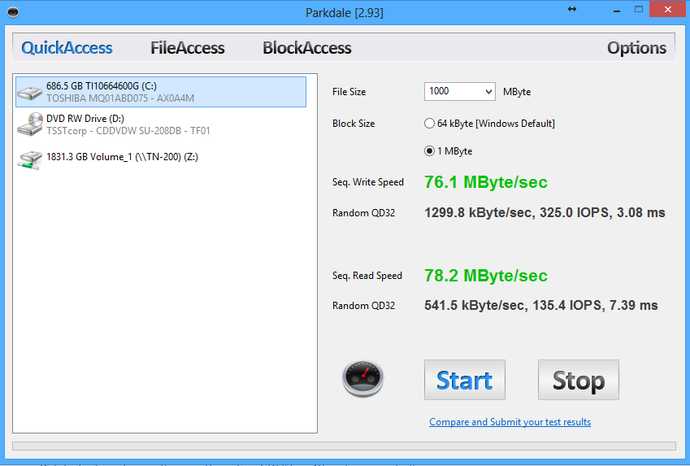 Parkdale [2.93]
QuickAccess FileAccess BlockAccess Options
686.5 GB TI10664600G (C:)
TOSHIBA MQ01ABD075 - AX0A4M
DVD RW Drive (D:)
TSSTcorp - CDDVDW SU-208DB - TF01
1831.3 GB Volume_1 (\\TN-200) (Z:)
File Size 1000 MByte
Block Size 64 kByte [Windows Default]
1 MByte
Seq. Write Speed 76.1 MByte/sec
Random QD32 1299.8 kByte/sec, 325.0 IOPS, 3.08 ms
Seq. Read Speed 78.2 MByte/sec
Random QD32 541.5 kByte/sec, 135.4 IOPS, 7.39 ms
Start Stop
Compare and Submit your test results